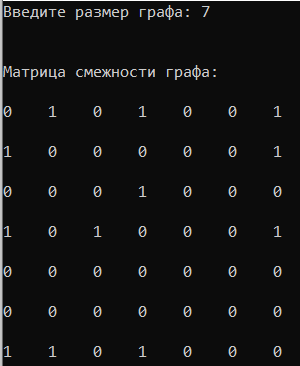 Введите размер графа: 7
Матрица смежности графа:
0 1 0 1 0 0 1
1 0 0 0 0 0 1
0 0 0 1 0 0 0
1 0 1 0 0 0 1
0 0 0 0 0 0 0
0 0 0 0 0 0 0
1 1 0 1 0 0 0